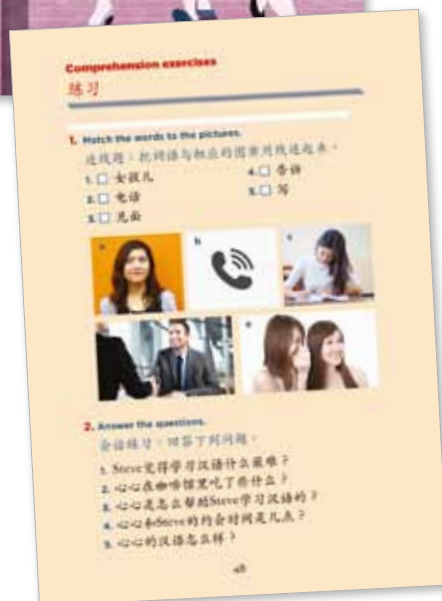 Comprehension exercises
练习
1. Match the words to the pictures.
连线题:把词语与相应的图案用线连起来。
1. □ 女孩儿
2. □ 电话
3. □ 见面
4. □ 告诉
5. □ 写
a
b
c
e
2. Answer the questions.
会话练习:回答下列问题。
1. Steve觉得学习汉语什么最难?
2. 心心在咖啡馆里吃了些什么?
3. 心心是怎么帮助Steve学习汉语的?
4. 心心和Steve的约会时间是几点?
5. 心心的汉语怎么样?
48